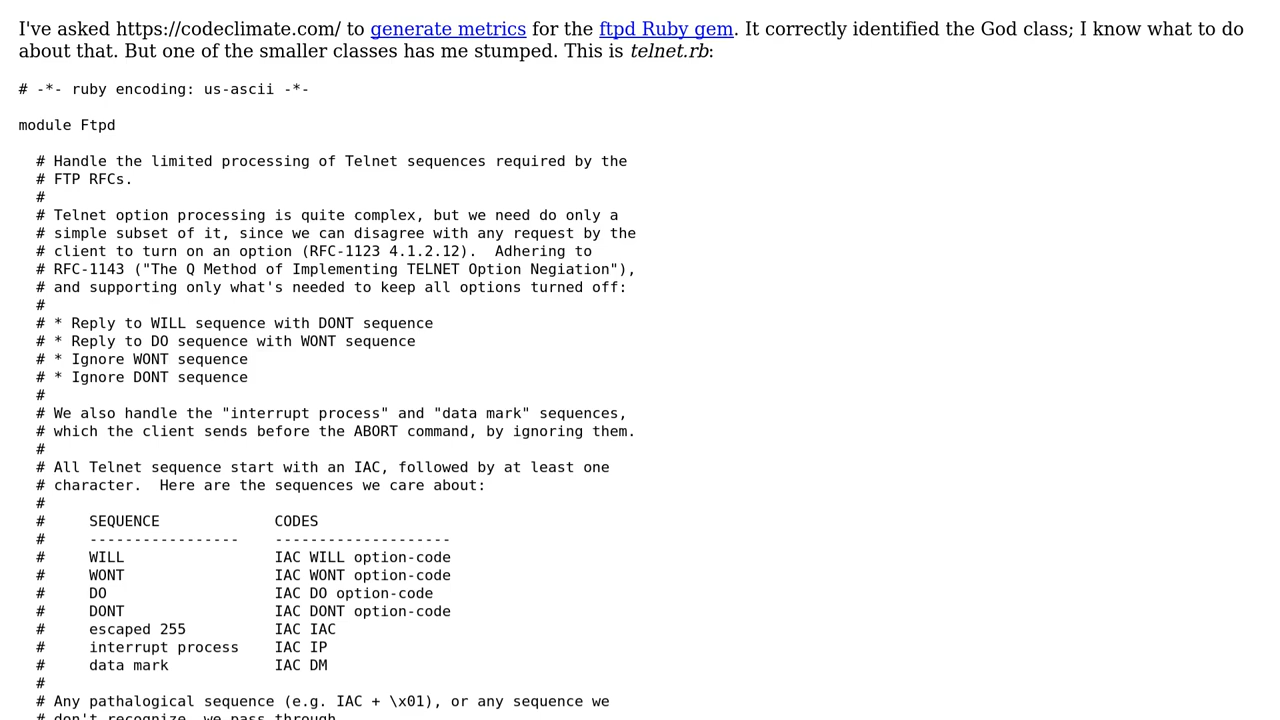 I've asked https://codeclimate.com/ to generate metrics for the ftpd Ruby gem. It correctly identified the God class; I know what to do
about that. But one of the smaller classes has me stumped. This is telnet.rb:
# -*- ruby encoding: us-ascii -*-
module Ftpd
# Handle the limited processing of Telnet sequences required by the
# FTP RFCs.
#
# Telnet option processing is quite complex, but we need do only a
# simple subset of it, since we can disagree with any request by the
# client to turn on an option (RFC-1123 4.1.2.12).  Adhering to
# RFC-1143 ("The Q Method of Implementing TELNET Option Negiation"),
# and supporting only what's needed to keep all options turned off:
#
# * Reply to WILL sequence with DONT sequence
# * Reply to DO sequence with WONT sequence
# * Ignore WONT sequence
# * Ignore DONT sequence
#
# We also handle the "interrupt process" and "data mark" sequences,
# which the client sends before the ABORT command, by ignoring them.
#
# All Telnet sequence start with an IAC, followed by at least one
# character.  Here are the sequences we care about:
#
#     SEQUENCE             CODES
#     -----------------    --------------------
#     WILL                 IAC WILL option-code
#     WONT                 IAC WONT option-code
#     DO                   IAC DO option-code
#     DONT                 IAC DONT option-code
#     escaped 255          IAC IAC
#     interrupt process    IAC IP
#     data mark            IAC DM
#
# Any pathalogical sequence (e.g. IAC + \x01), or any sequence we
# don't recognize, we pass through.